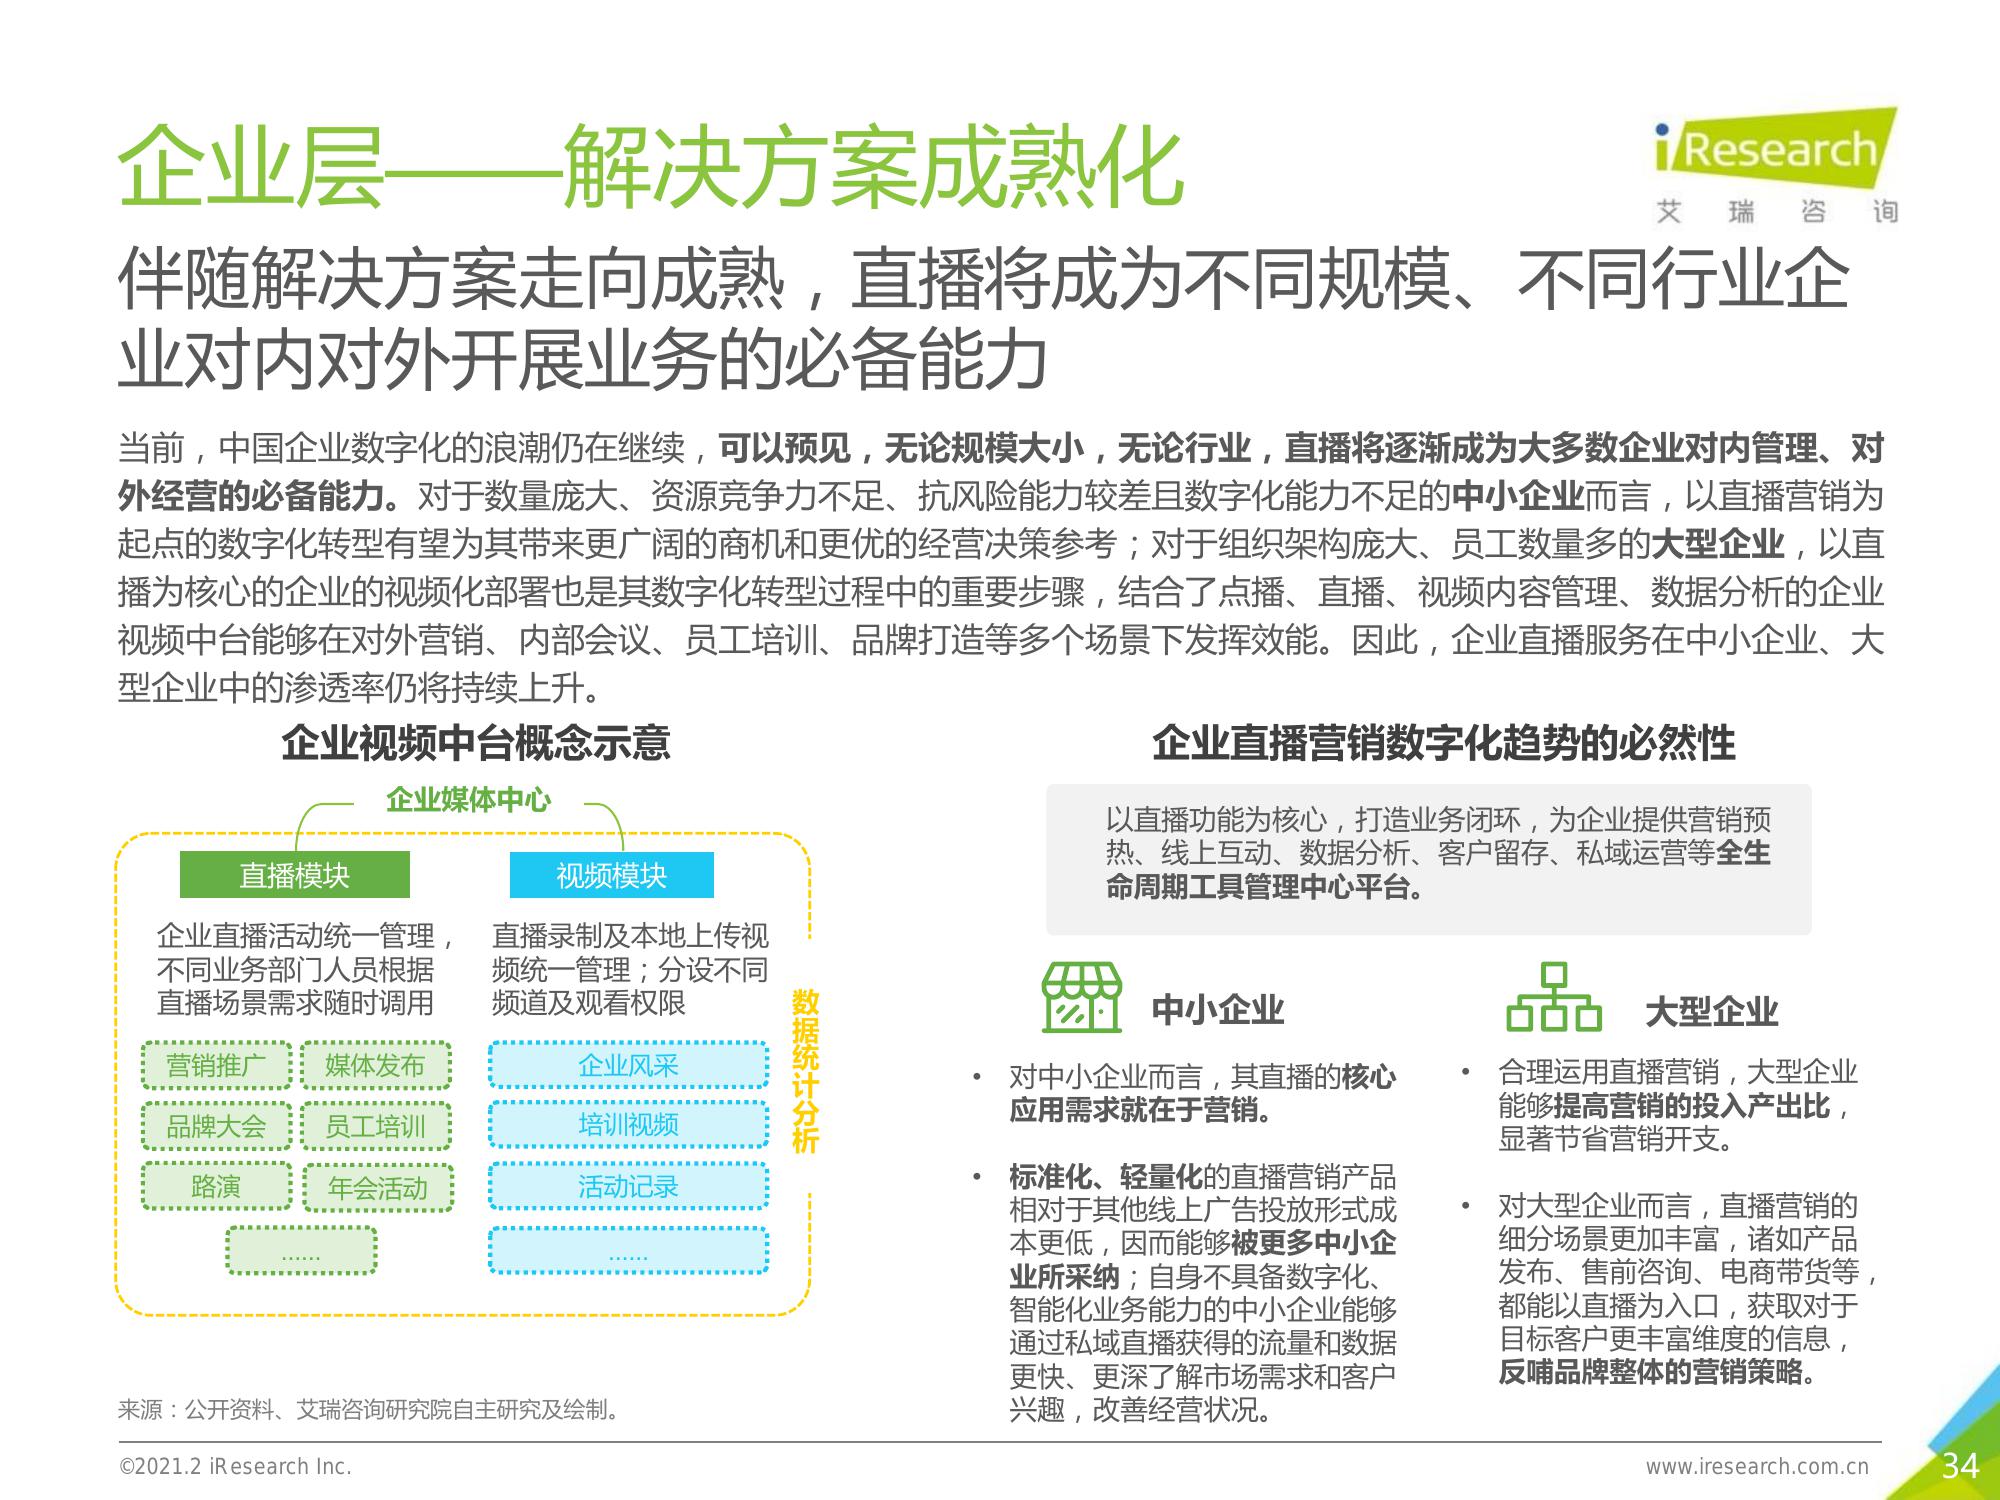 企业层——解决方案成熟化
iResearch
艾瑞咨询
伴随解决方案走向成熟，直播将成为不同规模、不同行业企
业对内对外开展业务的必备能力
当前，中国企业数字化的浪潮仍在继续，可以预见，无论规模大小，无论行业，直播将逐渐成为大多数企业对内管理、对
外经营的必备能力。对于数量庞大、资源竞争力不足、抗风险能力较差且数字化能力不足的中小企业而言，以直播营销为
起点的数字化转型有望为其带来更广阔的商机和更优的经营决策参考；对于组织架构庞大、员工数量多的大型企业，以直
播为核心的企业的视频化部署也是其数字化转型过程中的重要步骤，结合了点播、直播、视频内容管理、数据分析的企业
视频中台能够在对外营销、内部会议、员工培训、品牌打造等多个场景下发挥效能。因此，企业直播服务在中小企业、大
型企业中的渗透率仍将持续上升。
企业视频中台概念示意
企业媒体中心
直播模块
视频模块
企业直播活动统一管理，
不同业务部门人员根据
直播场景需求随时调用
直播录制及本地上传视
频统一管理；分设不同
频道及观看权限
营销推广
媒体发布
品牌大会
员工培训
路演
年会活动
……
企业风采
培训视频
活动记录
……
数据统计分析
企业直播营销数字化趋势的必然性
以直播功能为核心，打造业务闭环，为企业提供营销预
热、线上互动、数据分析、客户留存、私域运营等全生
命周期工具管理中心平台。
中小企业
• 对中小企业而言，其直播的核心
应用需求就在于营销。
• 标准化、轻量化的直播营销产品
相对于其他线上广告投放形式成
本更低，因而能够被更多中小企
业所采纳；自身不具备数字化、
智能化业务能力的中小企业能够
通过私域直播获得的流量和数据
更快、更深了解市场需求和客户
兴趣，改善经营状况。
大型企业
• 合理运用直播营销，大型企业
能够提高营销的投入产出比，
显著节省营销开支。
• 对大型企业而言，直播营销的
细分场景更加丰富，诸如产品
发布、售前咨询、电商带货等，
都能以直播为入口，获取对于
目标客户更丰富维度的信息，
反哺品牌整体的营销策略。
来源：公开资料、艾瑞咨询研究院自主研究及绘制。
©2021.2 iResearch Inc.
www.iresearch.com.cn
34